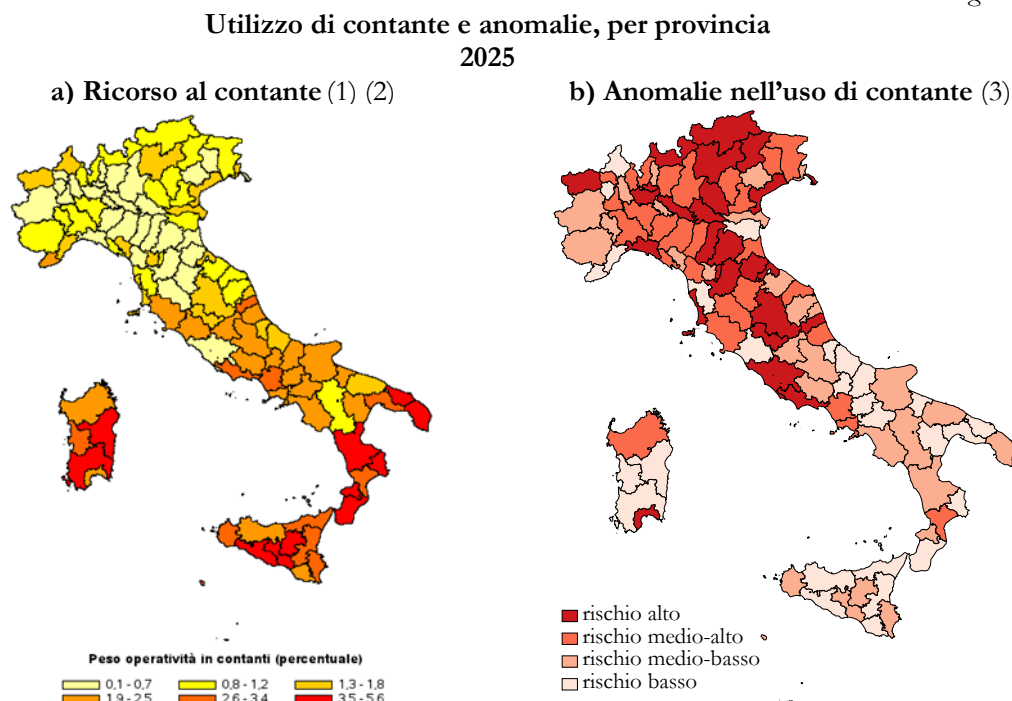 Utilizzo di contante e anomalie, per provincia
2025
a) Ricorso al contante (1) (2)
b) Anomalie nell'uso di contante (3)
rischio alto
rischio medio-alto
rischio medio-basso
rischio basso
Peso operatività in contanti (percentuale)
0,1 - 0,7 0,8 - 1,2 1,3 - 1,8
1,9 - 2,5 2,6 - 3,4 3,5 - 5,6